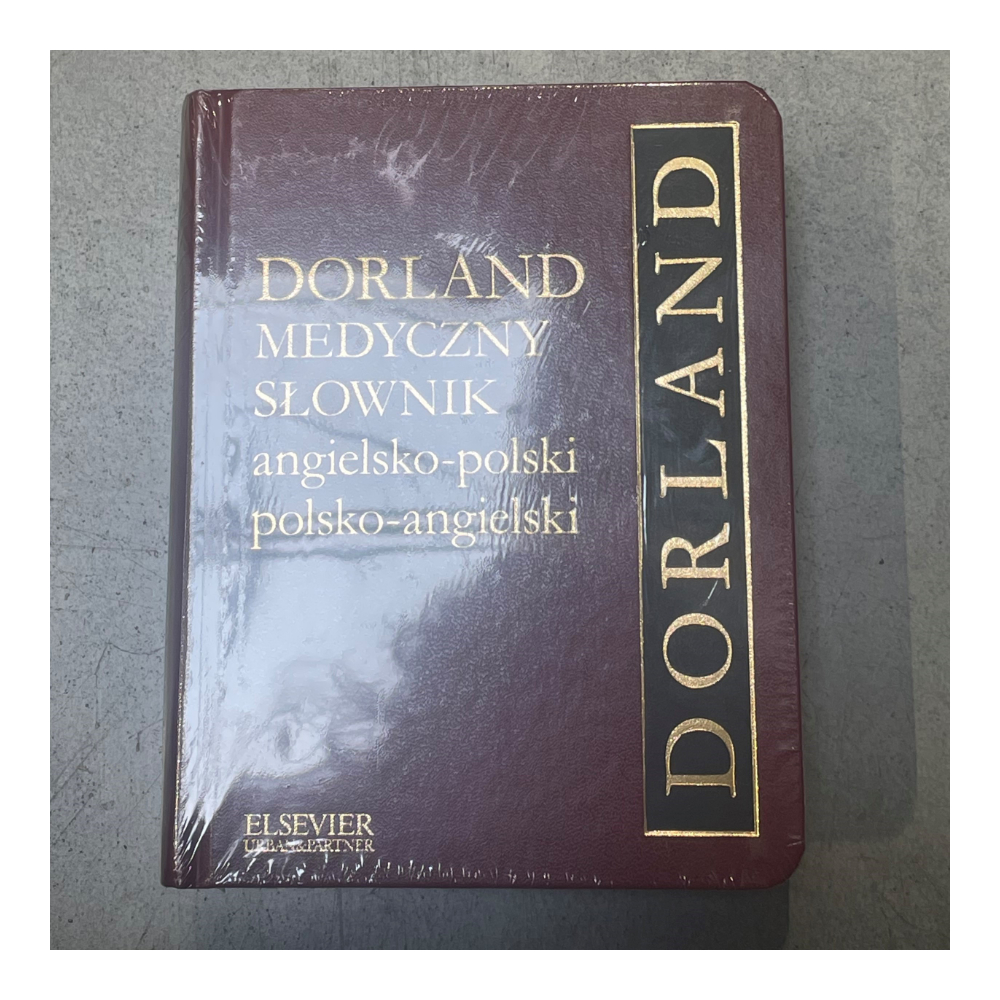 DORLAND
MEDYCZNY
SŁOWNIK
angielsko-polski
polsko-angielski
ELSEVIER
URBAN&PARTNER
DORLAND